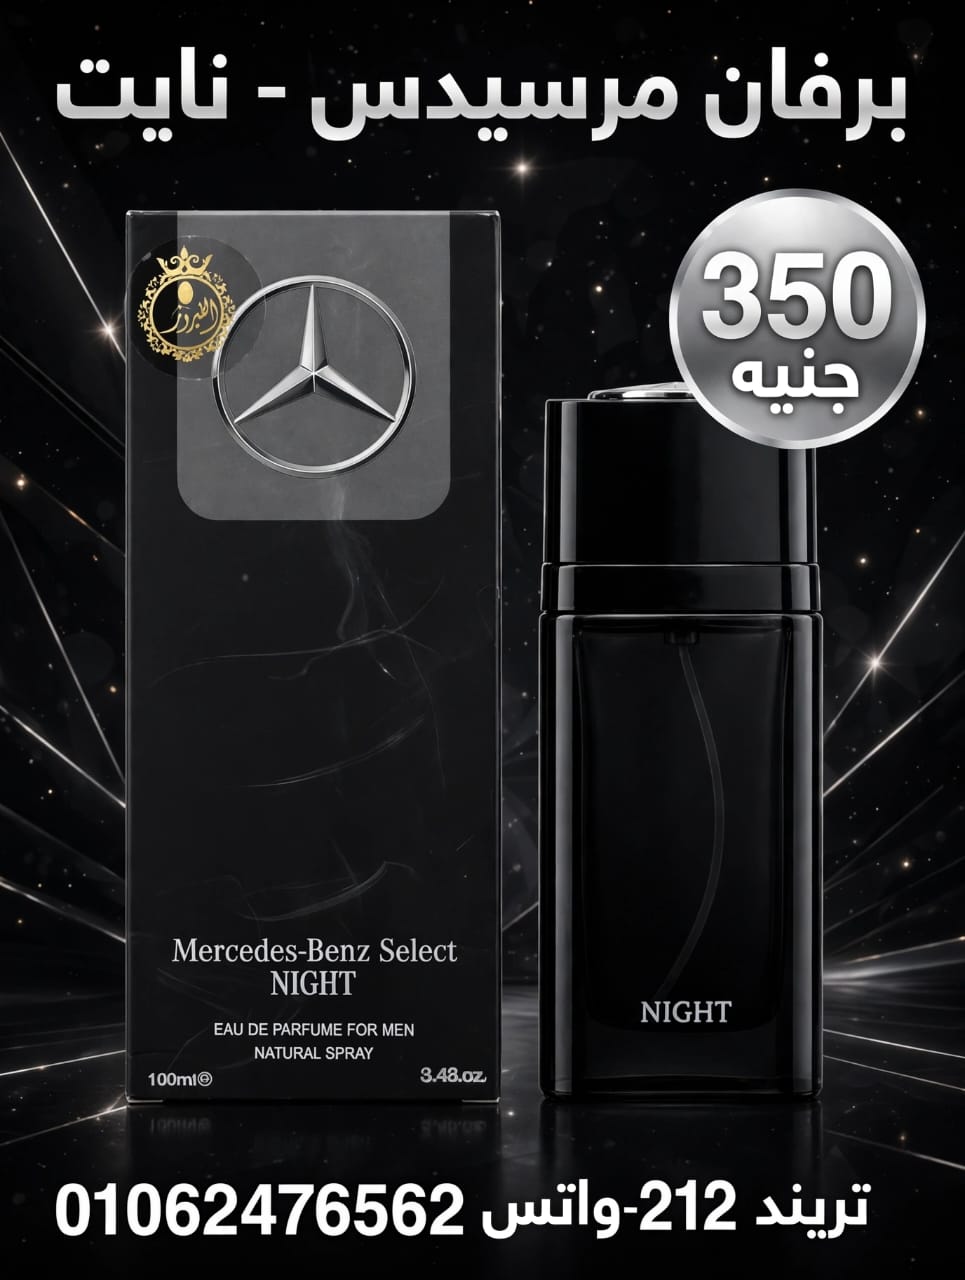 برفان مرسيدس - نايت
350
جنيه
Mercedes-Benz Select
NIGHT
EAU DE PARFUME FOR MEN
NATURAL SPRAY
100ml℮
3.48.oz.
NIGHT
تريند 212-واتس 01062476562